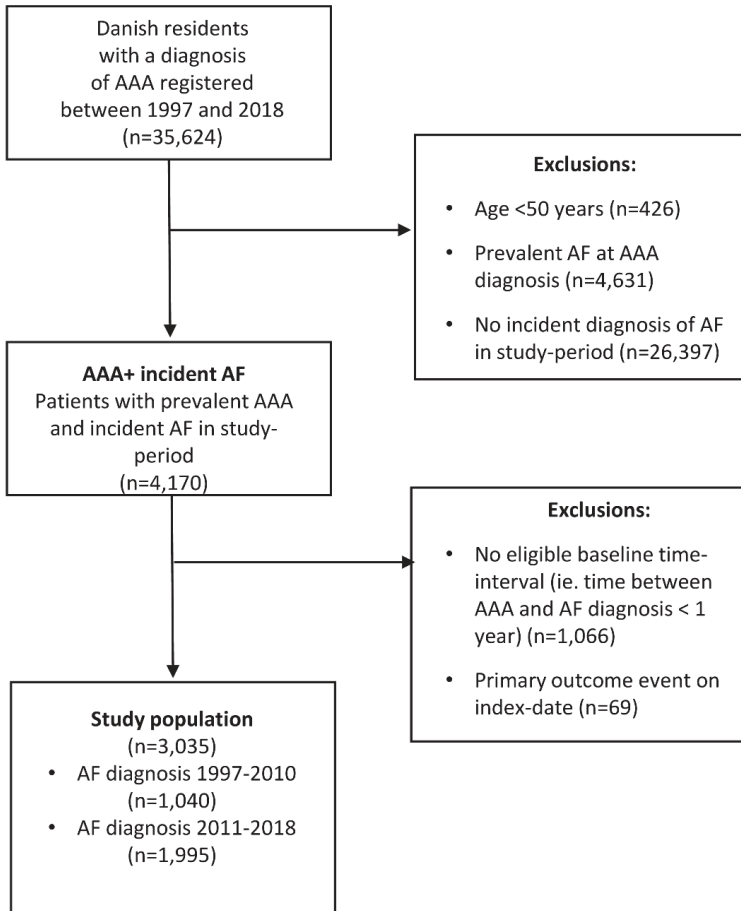 Danish residents
with a diagnosis
of AAA registered
between 1997 and 2018
(n=35,624)
Exclusions:
• Age <50 years (n=426)
• Prevalent AF at AAA
diagnosis (n=4,631)
• No incident diagnosis of AF
in study-period (n=26,397)
AAA+ incident AF
Patients with prevalent AAA
and incident AF in study-
period
(n=4,170)
Exclusions:
• No eligible baseline time-
interval (ie. time between
AAA and AF diagnosis < 1
year) (n=1,066)
• Primary outcome event on
index-date (n=69)
Study population
(n=3,035)
• AF diagnosis 1997-2010
(n=1,040)
• AF diagnosis 2011-2018
(n=1,995)